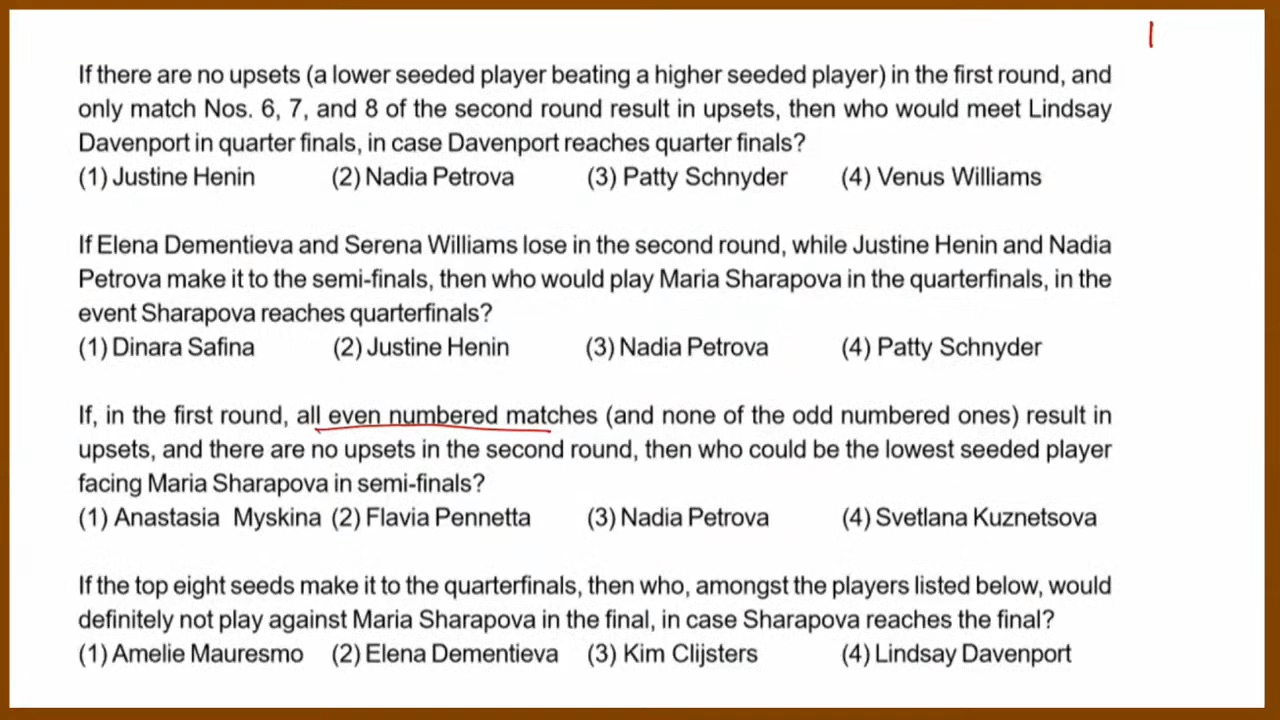 If there are no upsets (a lower seeded player beating a higher seeded player) in the first round, and
only match Nos. 6, 7, and 8 of the second round result in upsets, then who would meet Lindsay
Davenport in quarter finals, in case Davenport reaches quarter finals?
(1) Justine Henin (2) Nadia Petrova (3) Patty Schnyder (4) Venus Williams
If Elena Dementieva and Serena Williams lose in the second round, while Justine Henin and Nadia
Petrova make it to the semi-finals, then who would play Maria Sharapova in the quarterfinals, in the
event Sharapova reaches quarterfinals?
(1) Dinara Safina (2) Justine Henin (3) Nadia Petrova (4) Patty Schnyder
If, in the first round, all even numbered matches (and none of the odd numbered ones) result in
upsets, and there are no upsets in the second round, then who could be the lowest seeded player
facing Maria Sharapova in semi-finals?
(1) Anastasia Myskina (2) Flavia Pennetta (3) Nadia Petrova (4) Svetlana Kuznetsova
If the top eight seeds make it to the quarterfinals, then who, amongst the players listed below, would
definitely not play against Maria Sharapova in the final, in case Sharapova reaches the final?
(1) Amelie Mauresmo (2) Elena Dementieva (3) Kim Clijsters (4) Lindsay Davenport